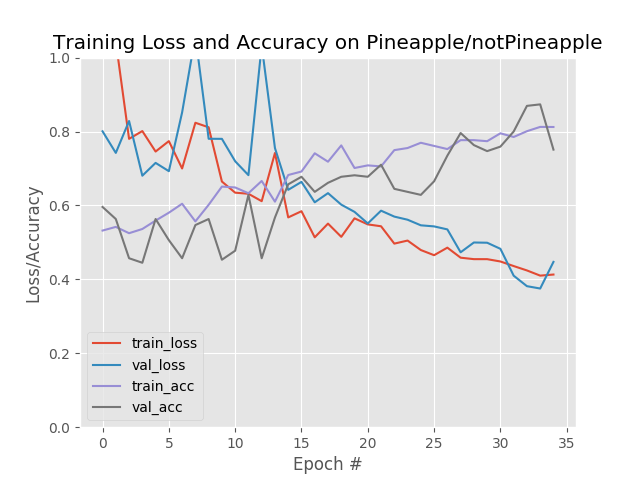 Training Loss and Accuracy on Pineapple/notPineapple
1.0
0.8
0.6
0.4
0.2
0.0
Loss/Accuracy
train_loss
val_loss
train_acc
val_acc
0 5 10 15 20 25 30 35
Epoch #